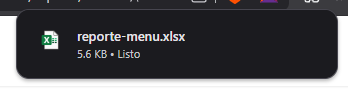 reporte-menu.xlsx
5.6 KB • Listo